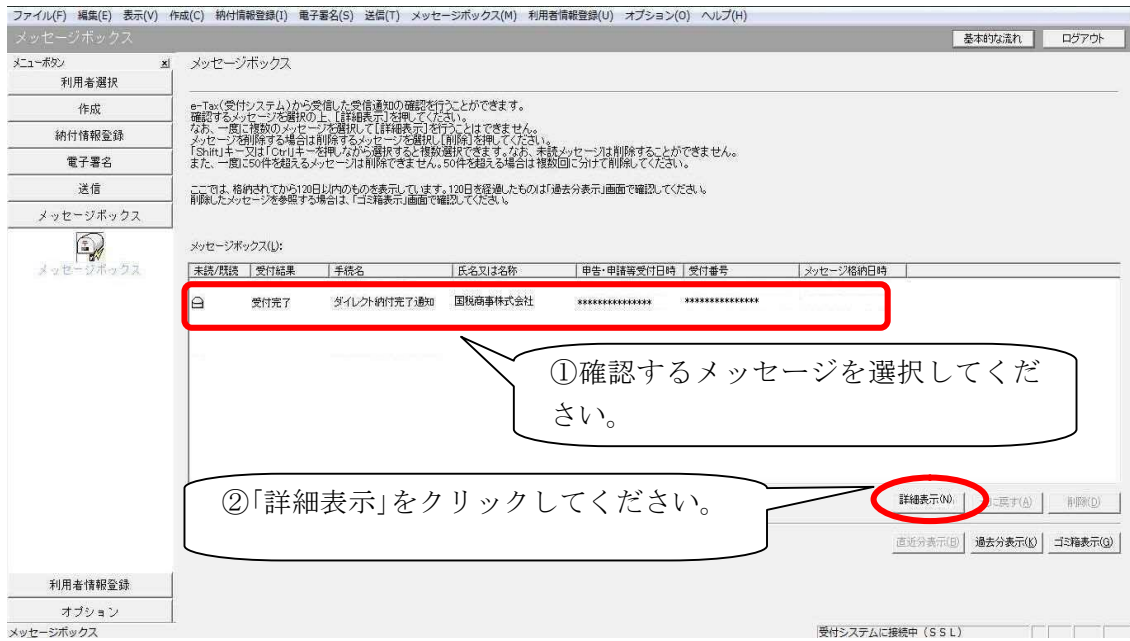 ファイル(F) 編集(E) 表示(V) 作成(C) 納付情報登録(I) 電子署名(S) 送信(T) メッセージボックス(M) 利用者情報登録(U) オプション(O) ヘルプ(H)
メッセージボックス 基本的な流れ ログアウト
メニューボタン x
利用者選択
作成
納付情報登録
電子署名
送信
メッセージボックス
メッセージボックス
メッセージボックス
e-Tax(受付システム)から受信した受信通知の確認を行うことができます。
確認するメッセージを選択の上、[詳細表示]を押してください。
なお、一度に複数のメッセージを選択して[詳細表示]を行うことはできません。
メッセージを削除する場合は削除するメッセージを選択し[削除]を押してください。
「Shift」キー又は「Ctrl」キーを押しながら選択すると複数選択できます。なお、未読メッセージは削除することができません。
また、一度に50件を超えるメッセージは削除できません。50件を超える場合は複数回に分けて削除してください。
ここでは、格納されてから120日以内のものを表示しています。120日を経過したものは「過去分表示」画面で確認してください。
削除したメッセージを参照する場合は、「ゴミ箱表示」画面で確認してください。
メッセージボックス(L):
未読/既読 受付結果 手続名 氏名又は名称 申告・申請等受付日時 受付番号 メッセージ格納日時
受付完了 ダイレクト納付完了通知 国税商事株式会社 *************** ***************
①確認するメッセージを選択してくだ
さい。
②「詳細表示」をクリックしてください。
詳細表示(N) に戻す(A) 削除(D)
直近分表示(B) 過去分表示(K) ゴミ箱表示(G)
利用者情報登録
オプション
メッセージボックス 受付システムに接続中(SSL)